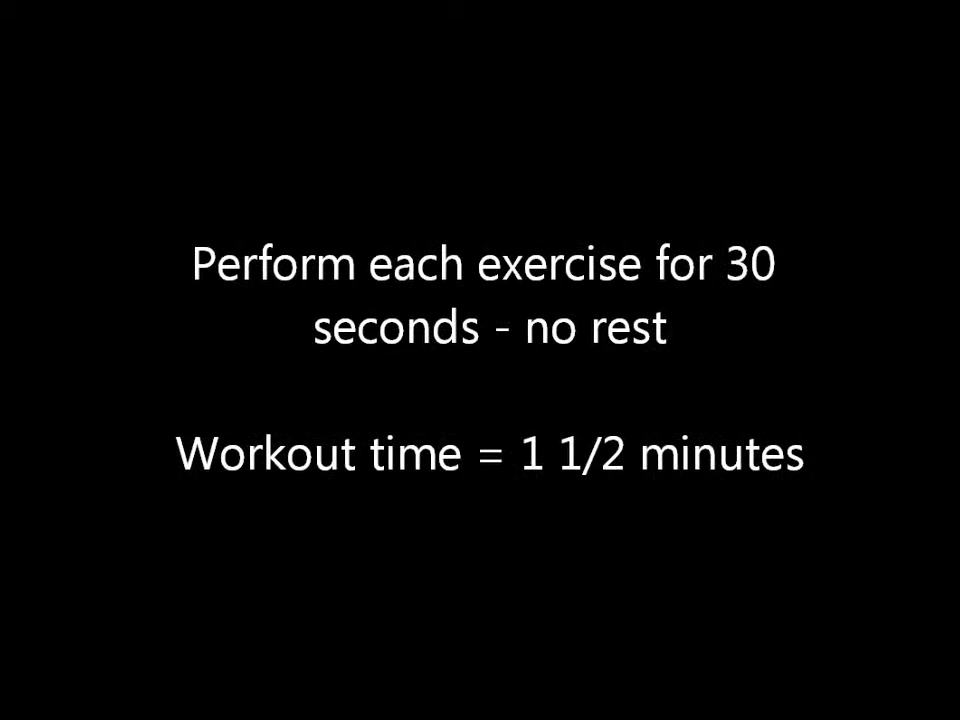 Perform each exercise for 30
seconds - no rest
Workout time = 1 1/2 minutes